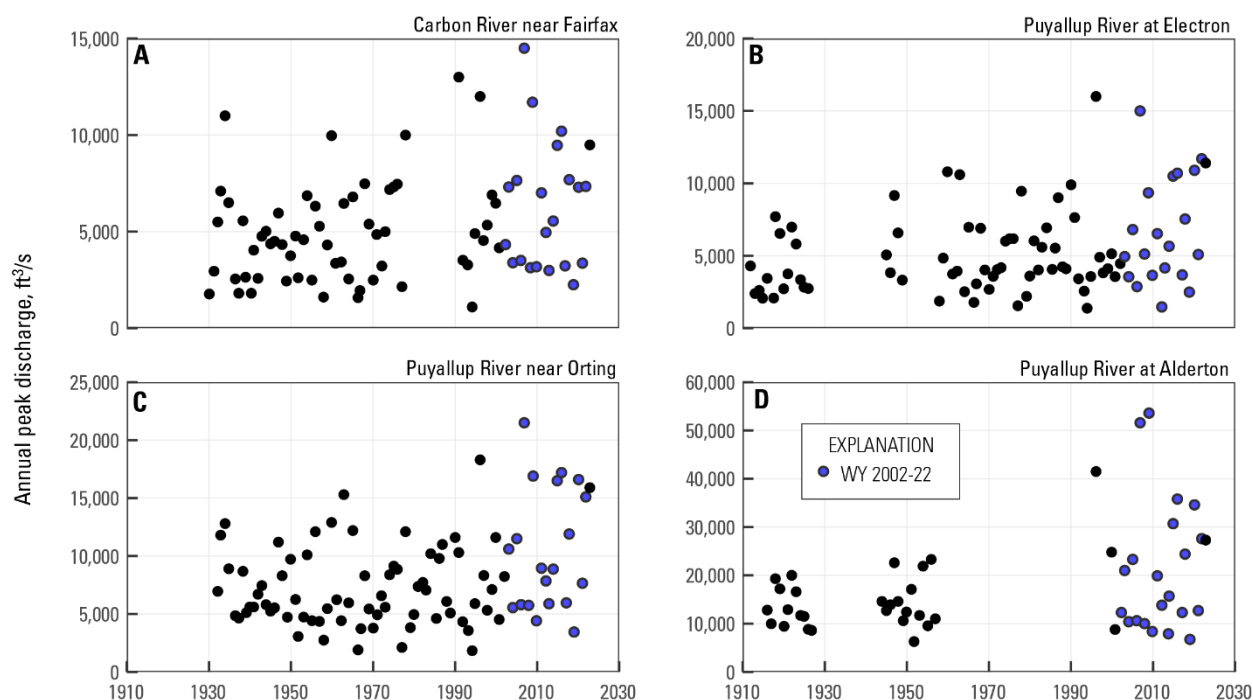 Annual peak discharge, ft³/s
A
Carbon River near Fairfax
15,000
10,000
5,000
0
B
Puyallup River at Electron
20,000
15,000
10,000
5,000
0
C
Puyallup River near Orting
25,000
20,000
15,000
10,000
5,000
0
1910 1930 1950 1970 1990 2010 2030
D
Puyallup River at Alderton
60,000
50,000
40,000
30,000
20,000
10,000
0
EXPLANATION
WY 2002-22
1910 1930 1950 1970 1990 2010 2030